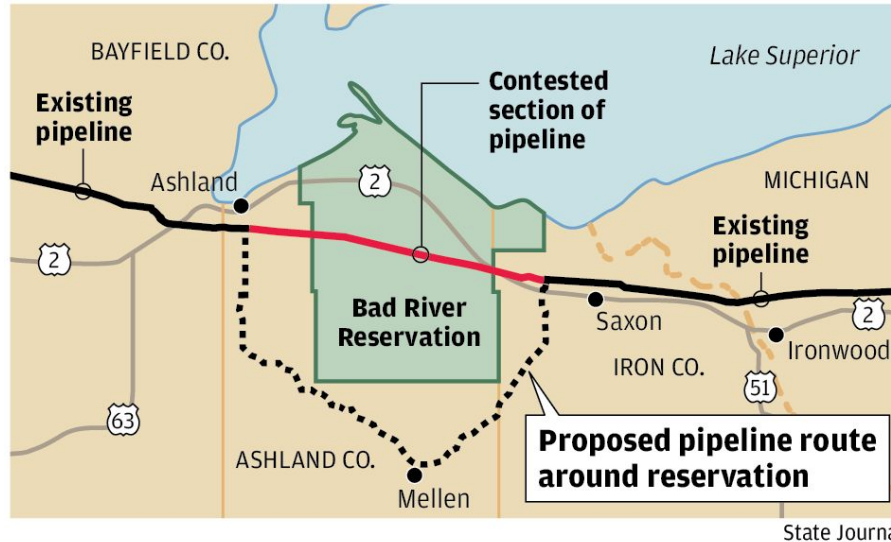 BAYFIELD CO.
Lake Superior
Existing
pipeline
Contested
section of
pipeline
Ashland
2
MICHIGAN
Existing
pipeline
2
Bad River
Reservation
Saxon
2
Ironwood
IRON CO.
51
63
Proposed pipeline route
around reservation
ASHLAND CO.
Mellen
State Journa